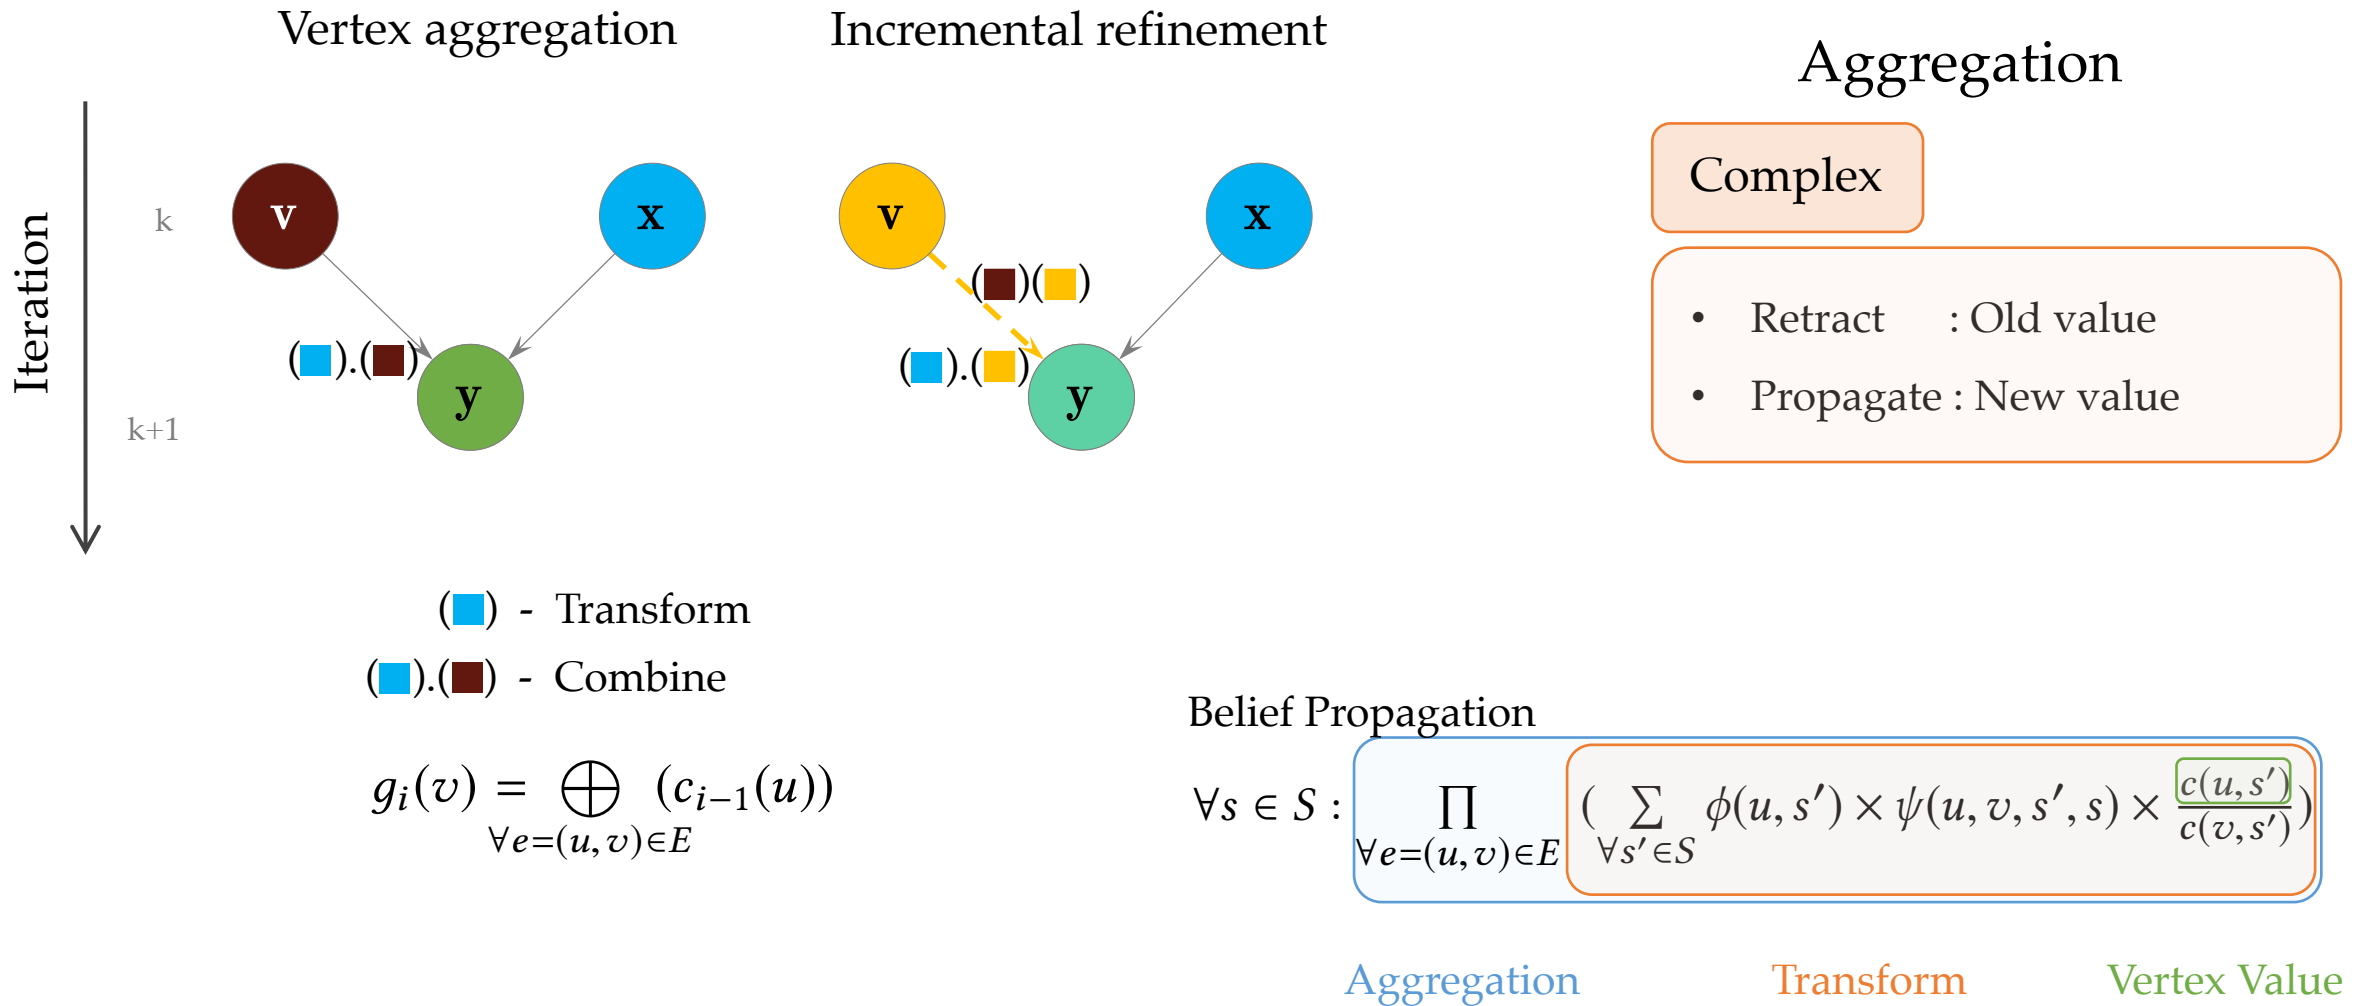 Vertex aggregation
Incremental refinement
Aggregation
Complex
• Retract : Old value
• Propagate : New value
Iteration
k
k+1
v
x
y
(■).(■)
v
x
y
(■)(■)
(■).(■)
(■) - Transform
(■).(■) - Combine
gᵢ(v) = ⨁ (cᵢ₋₁(u))
∀e=(u,v)∈E
Belief Propagation
∀s ∈ S : ∏ (∑ ϕ(u,s′) × ψ(u,v,s′,s) × c(u,s′)/c(v,s′))
∀e=(u,v)∈E ∀s′∈S
Aggregation
Transform
Vertex Value